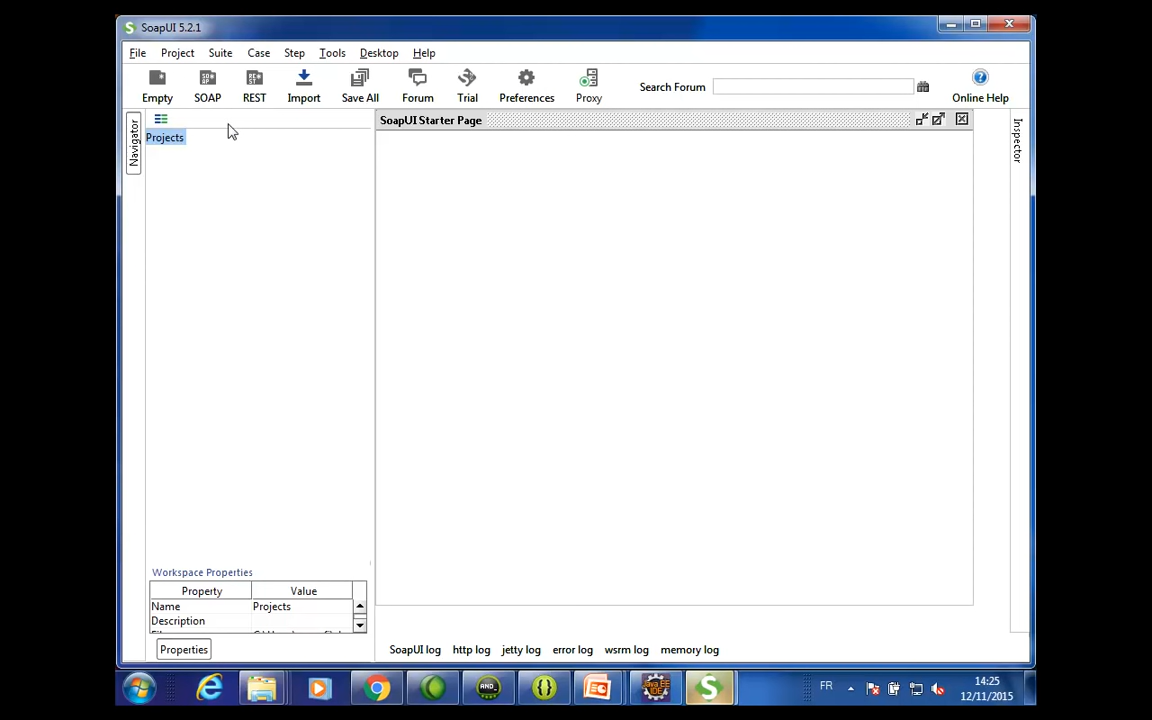 SoapUI 5.2.1
File Project Suite Case Step Tools Desktop Help
Empty SOAP REST Import Save All Forum Trial Preferences Proxy Search Forum Online Help
Navigator
Projects
SoapUI Starter Page
Inspector
Workspace Properties
Property Value
Name Projects
Description
Properties
SoapUI log http log jetty log error log wsrm log memory log
FR
14:25
12/11/2015